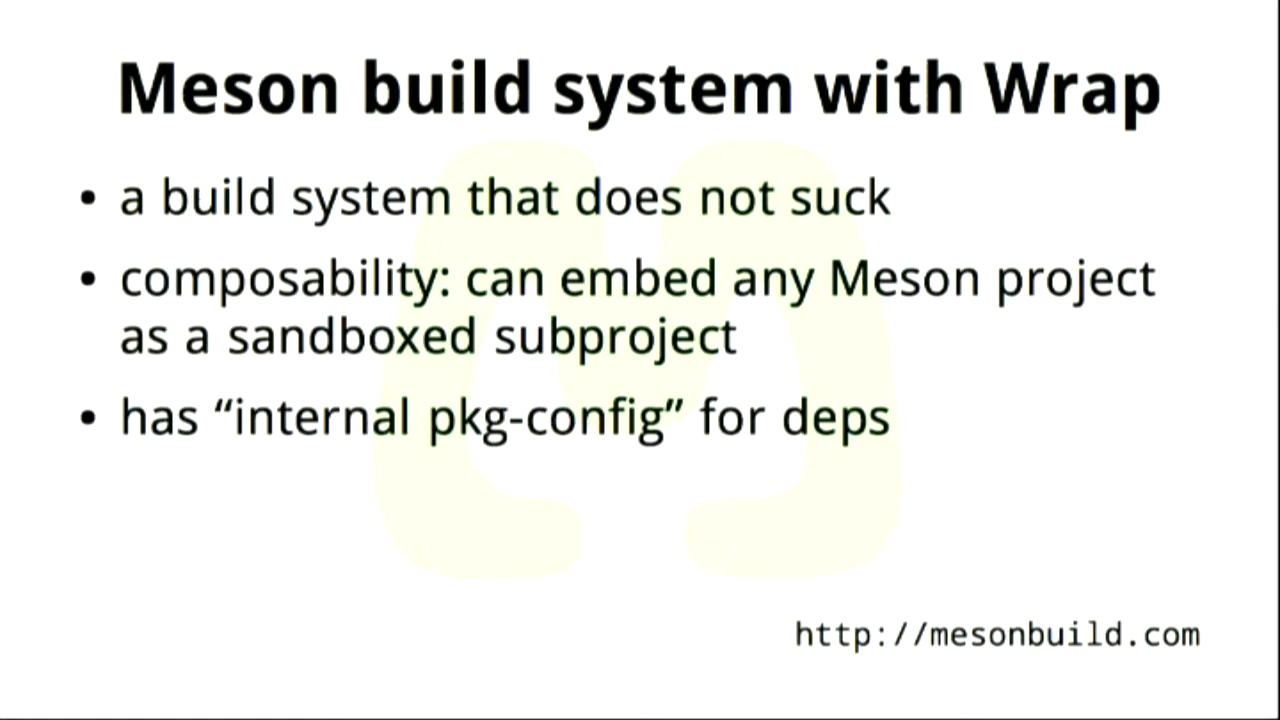 Meson build system with Wrap
• a build system that does not suck
• composability: can embed any Meson project
as a sandboxed subproject
• has “internal pkg-config” for deps
http://mesonbuild.com